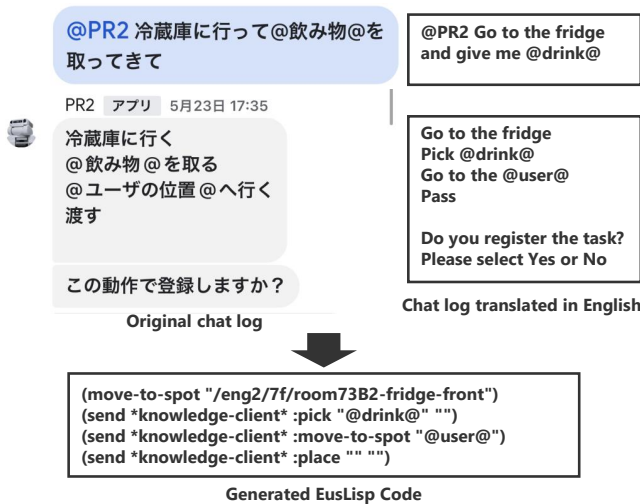 @PR2 冷蔵庫に行って@飲み物@を
取ってきて
PR2 アプリ 5月23日 17:35
冷蔵庫に行く
@飲み物@を取る
@ユーザの位置@へ行く
渡す
この動作で登録しますか？
Original chat log
@PR2 Go to the fridge
and give me @drink@
Go to the fridge
Pick @drink@
Go to the @user@
Pass
Do you register the task?
Please select Yes or No
Chat log translated in English
(move-to-spot "/eng2/7f/room73B2-fridge-front")
(send *knowledge-client* :pick "@drink@" "")
(send *knowledge-client* :move-to-spot "@user@")
(send *knowledge-client* :place "" "")
Generated EusLisp Code